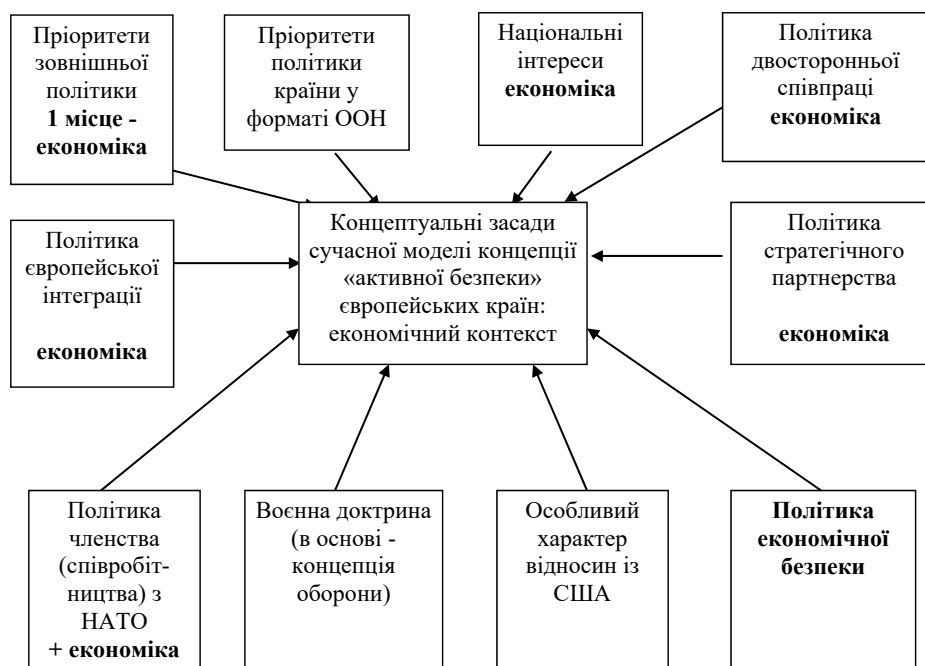 Пріоритети
зовнішньої
політики
1 місце -
економіка
Пріоритети
політики
країни у
форматі ООН
Національні
інтереси
економіка
Політика
двосторонньої
співпраці
економіка
Політика
європейської
інтеграції
економіка
Концептуальні засади
сучасної моделі концепції
«активної безпеки»
європейських країн:
економічний контекст
Політика
стратегічного
партнерства
економіка
Політика
членства
(співробіт-
ництва) з
НАТО
+ економіка
Воєнна доктрина
(в основі -
концепція
оборони)
Особливий
характер
відносин із
США
Політика
економічної
безпеки